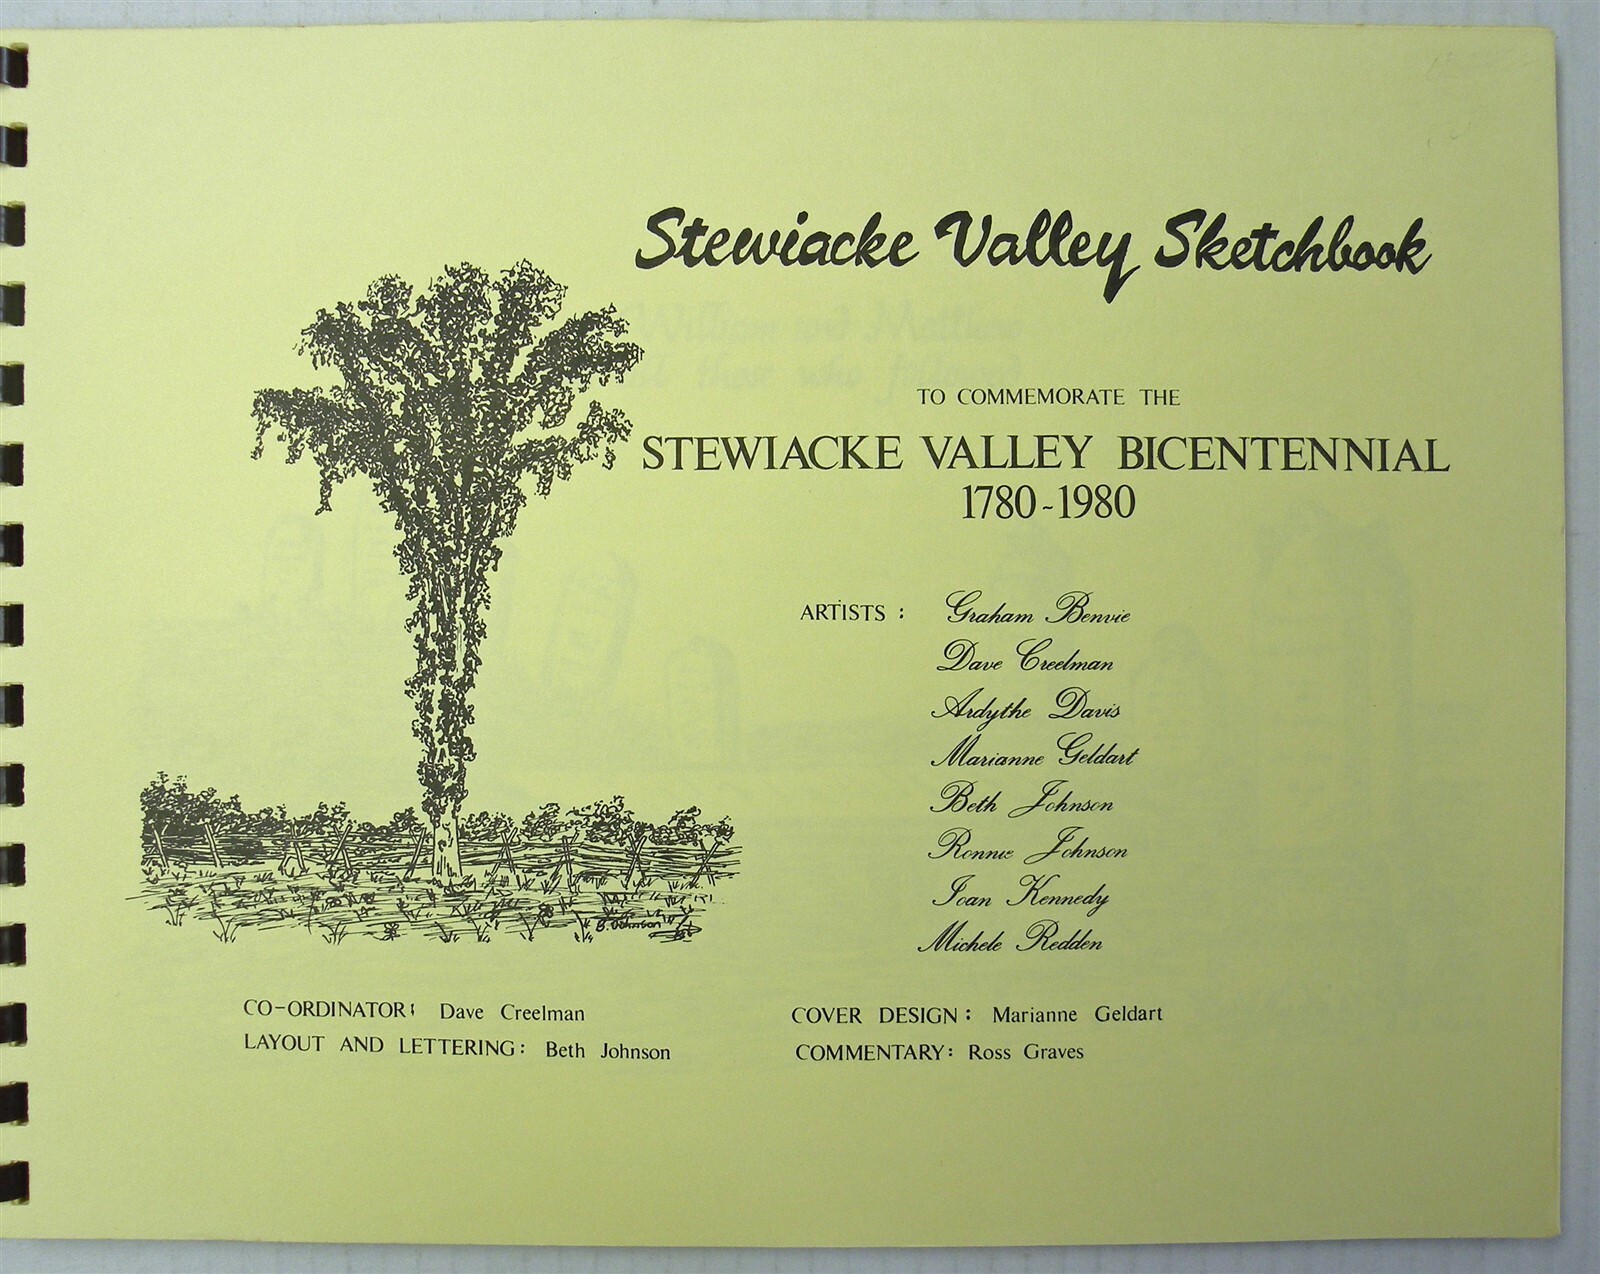 Stewiacke Valley Sketchbook
TO COMMEMORATE THE
STEWIACKE VALLEY BICENTENNIAL
1780-1980
ARTISTS : Graham Benvie
Dave Creelman
Ardythe Davis
Marianne Geldart
Beth Johnson
Ronnie Johnson
Joan Kennedy
Michele Redden
B. Johnson
CO-ORDINATOR: Dave Creelman
LAYOUT AND LETTERING: Beth Johnson
COVER DESIGN: Marianne Geldart
COMMENTARY: Ross Graves